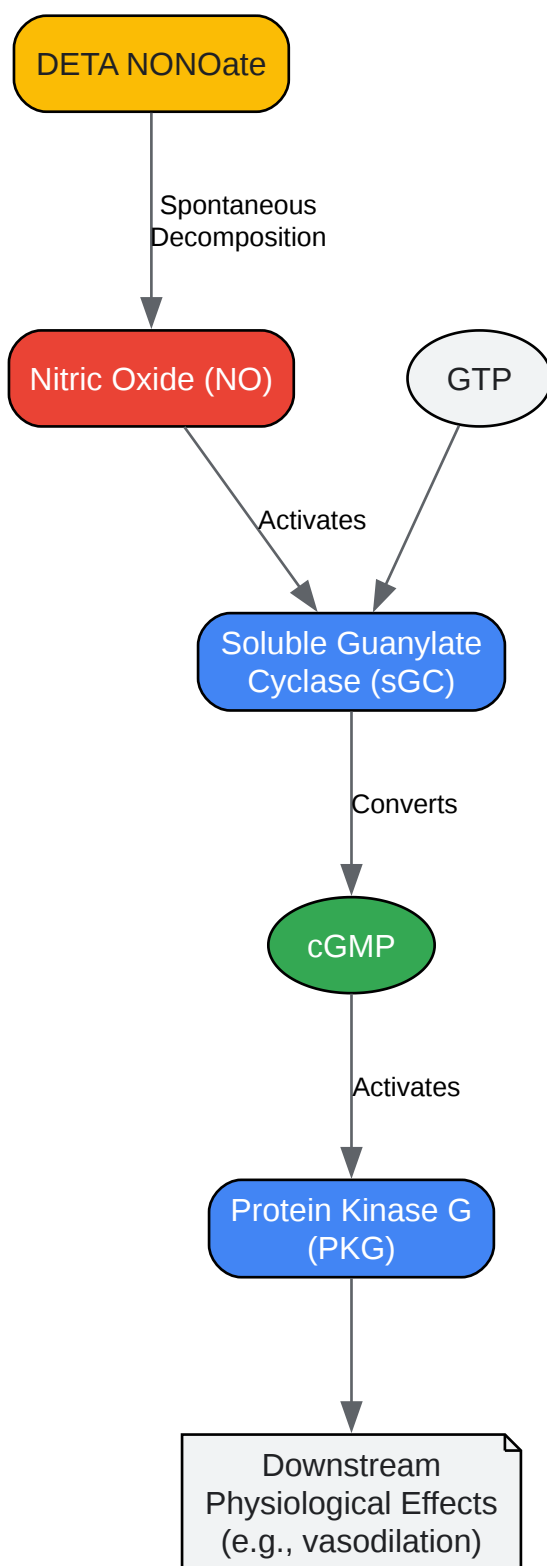 DETA NONOate
Spontaneous
Decomposition
Nitric Oxide (NO)
GTP
Activates
Soluble Guanylate
Cyclase (sGC)
Converts
cGMP
Activates
Protein Kinase G
(PKG)
Downstream
Physiological Effects
(e.g., vasodilation)